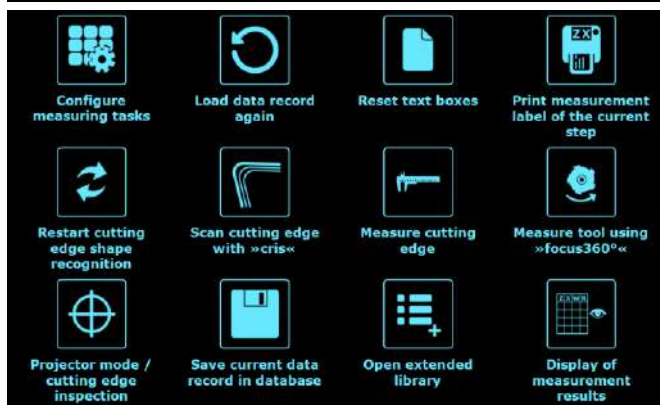 ZX
Configure
measuring tasks
Load data record
again
Reset text boxes
Print measurement
label of the current
step
Restart cutting
edge shape
recognition
Scan cutting edge
with »cris«
Measure cutting
edge
Measure tool using
»focus360°«
ZXWR
Projector mode /
cutting edge
inspection
Save current data
record in database
Open extended
library
Display of
measurement
results